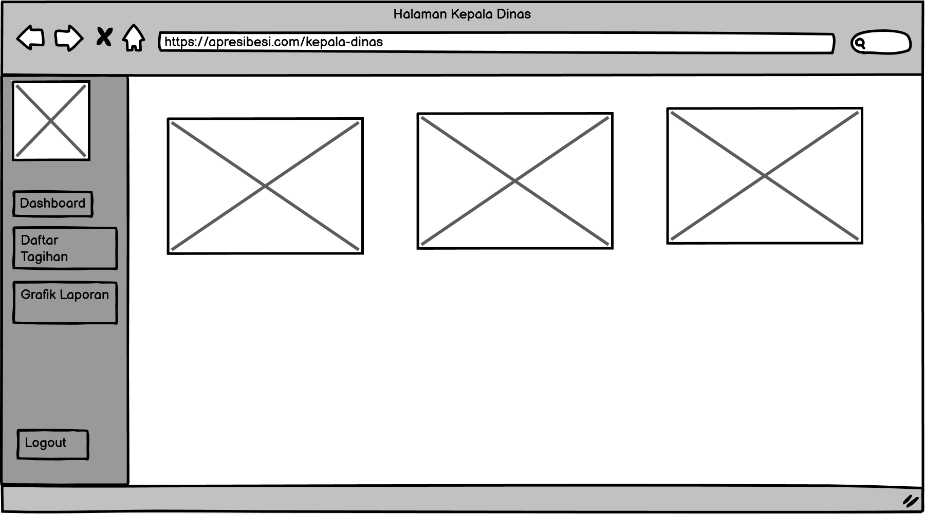 Halaman Kepala Dinas
https://apresibesi.com/kepala-dinas
Dashboard
Daftar
Tagihan
Grafik Laporan
Logout